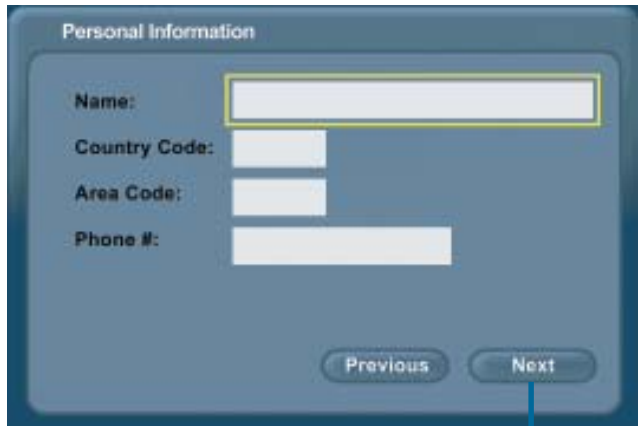 Personal Information
Name:
Country Code:
Area Code:
Phone #:
Previous Next